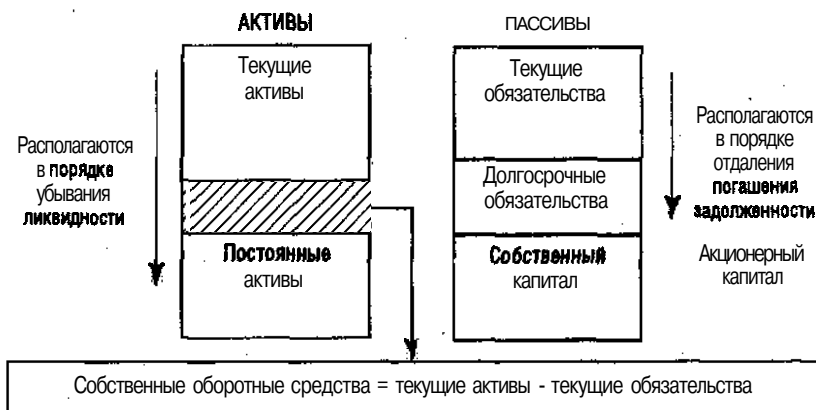 АКТИВЫ
ПАССИВЫ
Текущие
активы
Текущие
обязательства
Располагаются
в порядке
убывания
ликвидности
Располагаются
в порядке
отдаления
погашения
задолженности
Долгосрочные
обязательства
Постоянные
активы
Собственный
капитал
Акционерный
капитал
Собственные оборотные средства = текущие активы - текущие обязательства